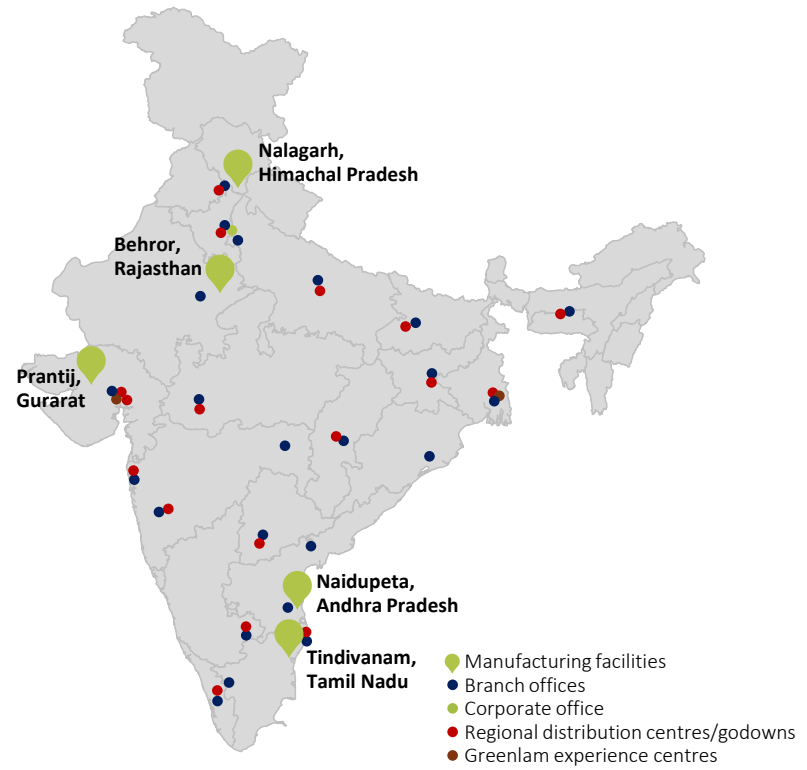 Nalagarh,
Himachal Pradesh
Behror,
Rajasthan
Prantij,
Gurarat
Naidupeta,
Andhra Pradesh
Tindivanam,
Tamil Nadu
Manufacturing facilities
Branch offices
Corporate office
Regional distribution centres/godowns
Greenlam experience centres